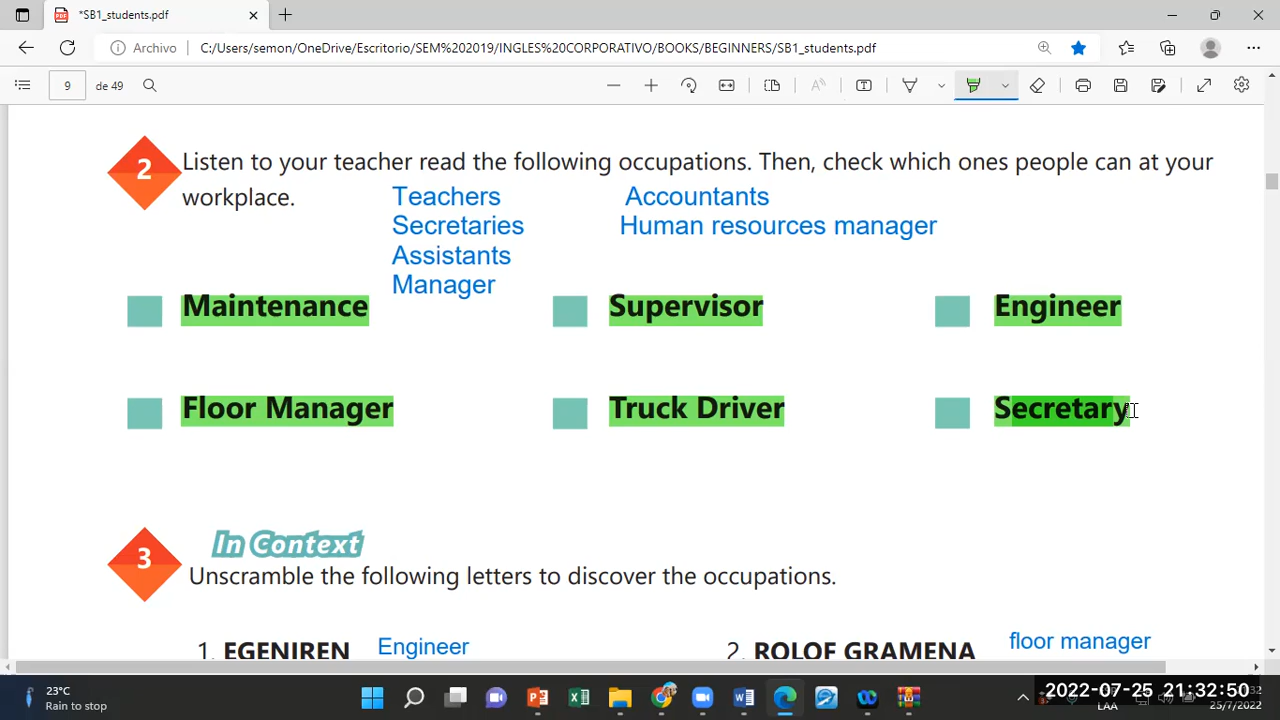 *SB1_students.pdf
Archivo
C:/Users/semon/OneDrive/Escritorio/SEM%202019/INGLES%20CORPORATIVO/BOOKS/BEGINNERS/SB1_students.pdf
9
de 49
2
Listen to your teacher read the following occupations. Then, check which ones people can at your
workplace.
Teachers Accountants
Secretaries Human resources manager
Assistants
Manager
Maintenance Supervisor Engineer
Floor Manager Truck Driver Secretary
3
In Context
Unscramble the following letters to discover the occupations.
1. EGENIREN Engineer 2. ROLOF GRAMENA floor manager
23°C
Rain to stop
2022-07-25 21:32:50
LAA
25/7/2022